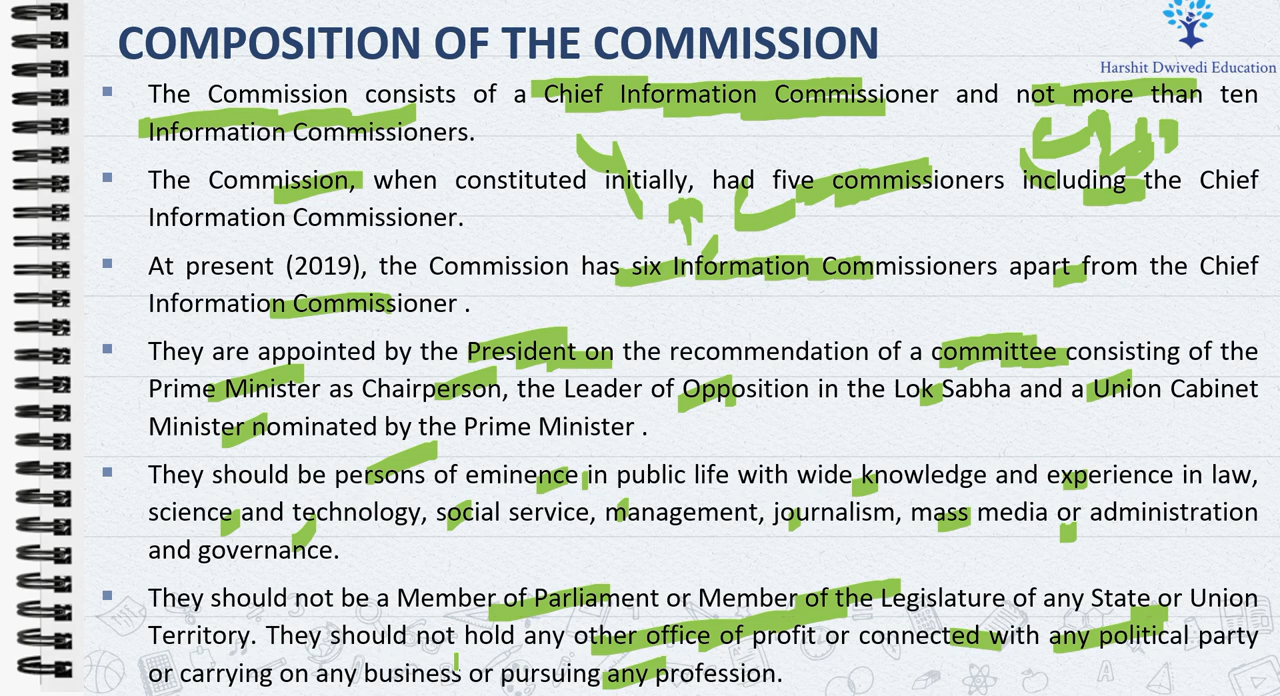 COMPOSITION OF THE COMMISSION
Harshit Dwivedi Education
▪ The Commission consists of a Chief Information Commissioner and not more than ten
Information Commissioners.
▪ The Commission, when constituted initially, had five commissioners including the Chief
Information Commissioner.
▪ At present (2019), the Commission has six Information Commissioners apart from the Chief
Information Commissioner .
▪ They are appointed by the President on the recommendation of a committee consisting of the
Prime Minister as Chairperson, the Leader of Opposition in the Lok Sabha and a Union Cabinet
Minister nominated by the Prime Minister .
▪ They should be persons of eminence in public life with wide knowledge and experience in law,
science and technology, social service, management, journalism, mass media or administration
and governance.
▪ They should not be a Member of Parliament or Member of the Legislature of any State or Union
Territory. They should not hold any other office of profit or connected with any political party
or carrying on any business or pursuing any profession.